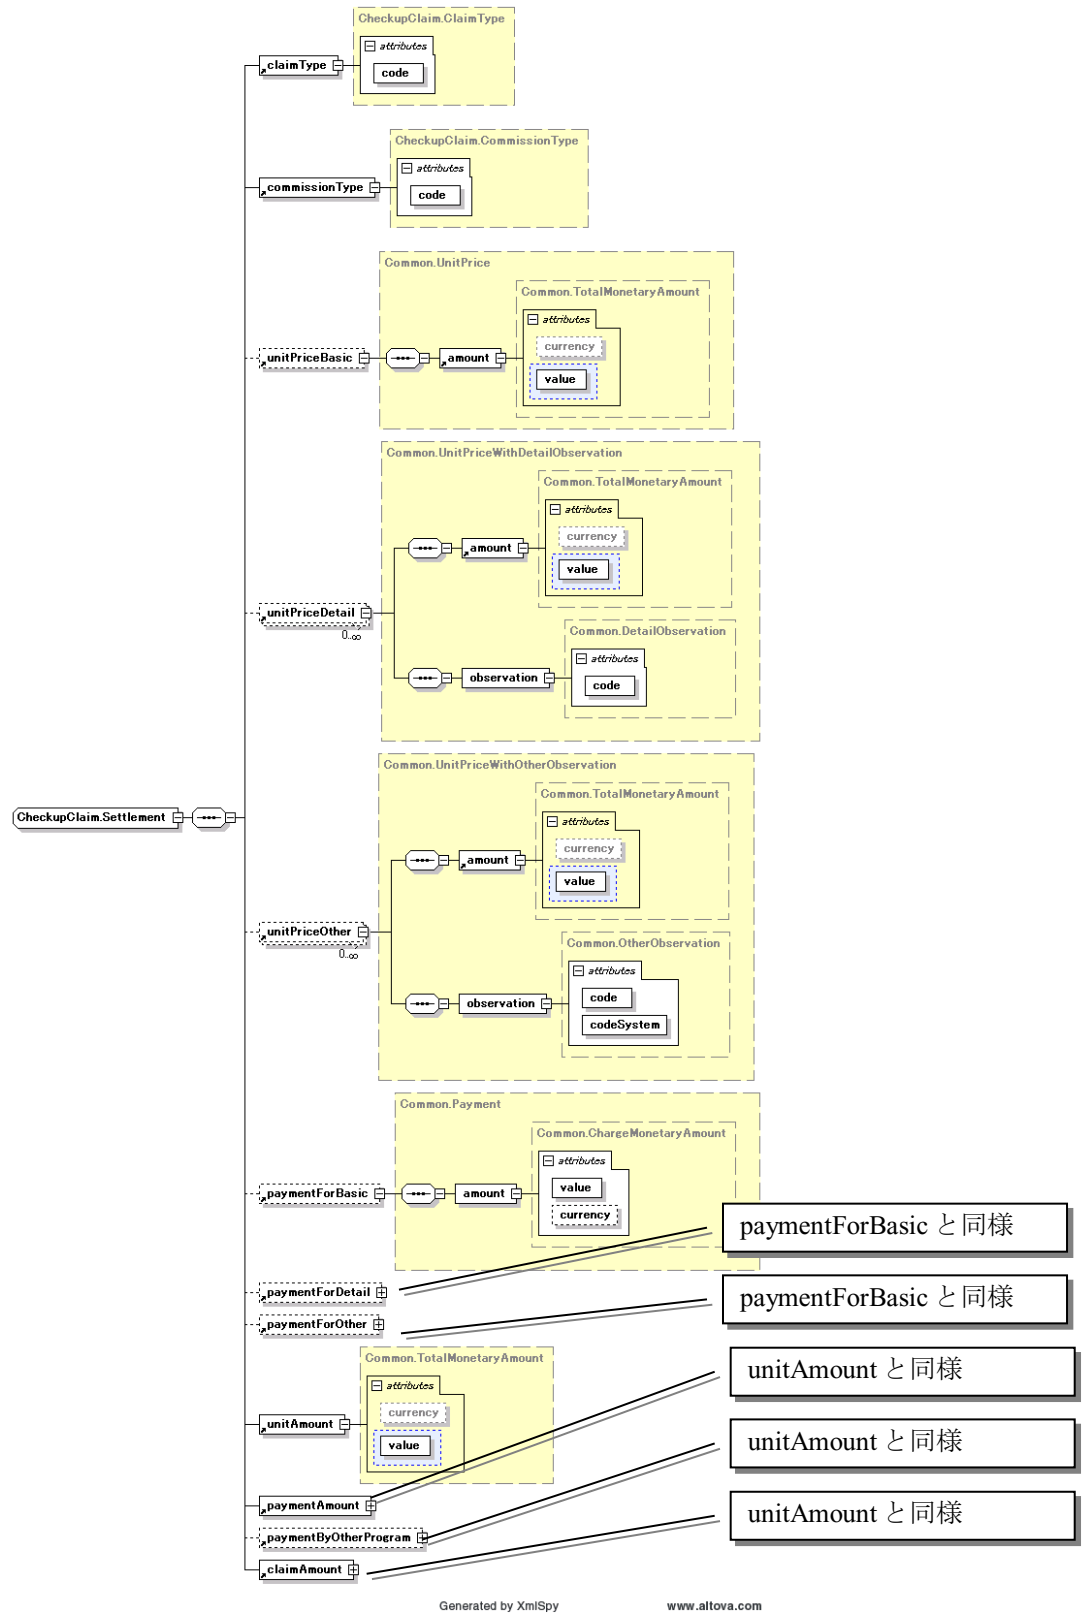 CheckupClaim.ClaimType
attributes
claimType
code
CheckupClaim.CommissionType
attributes
commissionType
code
Common.UnitPrice
Common.TotalMonetaryAmount
attributes
currency
unitPriceBasic
amount
value
Common.UnitPriceWithDetailObservation
Common.TotalMonetaryAmount
attributes
currency
amount
value
unitPriceDetail
0..∞
Common.DetailObservation
attributes
observation
code
Common.UnitPriceWithOtherObservation
Common.TotalMonetaryAmount
attributes
CheckupClaim.Settlement
currency
amount
value
unitPriceOther
0..∞
Common.OtherObservation
attributes
code
observation
codeSystem
Common.Payment
Common.ChargeMonetaryAmount
attributes
paymentForBasic
amount
value
currency
paymentForBasic と同様
paymentForDetail
paymentForBasic と同様
paymentForOther
Common.TotalMonetaryAmount
unitAmount と同様
attributes
currency
unitAmount
value
unitAmount と同様
paymentAmount
unitAmount と同様
paymentByOtherProgram
claimAmount
Generated by XmlSpy www.altova.com